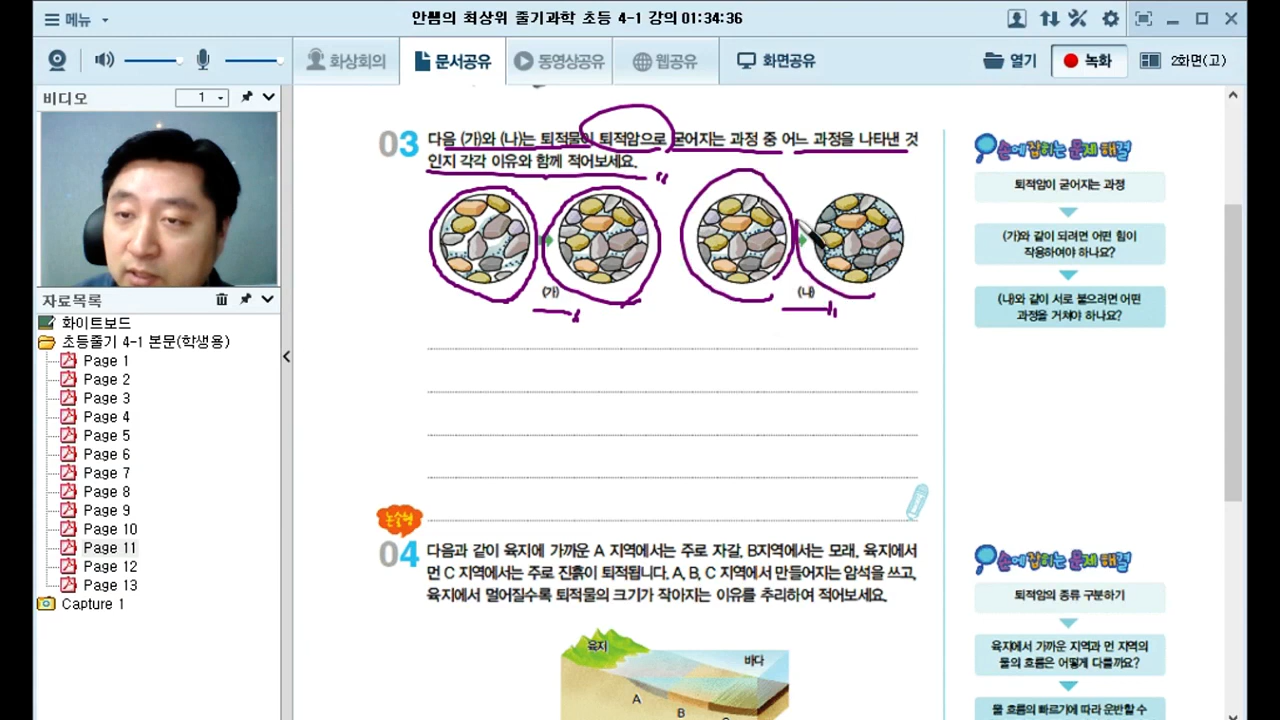 메뉴
안쌤의 최상위 줄기과학 초등 4-1 강의 01:34:36
화상회의
문서공유
동영상공유
웹공유
화면공유
열기
녹화
2화면(고)
비디오
1
자료목록
화이트보드
초등줄기 4-1 본문(학생용)
Page 1
Page 2
Page 3
Page 4
Page 5
Page 6
Page 7
Page 8
Page 9
Page 10
Page 11
Page 12
Page 13
Capture 1
03 다음 (가)와 (나)는 퇴적물이 퇴적암으로 굳어지는 과정 중 어느 과정을 나타낸 것
인지 각각 이유와 함께 적어보세요.
(가)
(나)
손에 잡히는 문제 해결
퇴적암이 굳어지는 과정
(가)와 같이 되려면 어떤 힘이
작용하여야 하나요?
(나)와 같이 서로 붙으려면 어떤
과정을 거쳐야 하나요?
논술형
04 다음과 같이 육지에 가까운 A 지역에서는 주로 자갈, B지역에서는 모래, 육지에서
먼 C 지역에서는 주로 진흙이 퇴적됩니다. A, B, C 지역에서 만들어지는 암석을 쓰고,
육지에서 멀어질수록 퇴적물의 크기가 작아지는 이유를 추리하여 적어보세요.
육지
바다
A
B
손에 잡히는 문제 해결
퇴적암의 종류 구분하기
육지에서 가까운 지역과 먼 지역의
물의 흐름은 어떻게 다를까요?
물 흐름의 빠르기에 따라 운반할 수